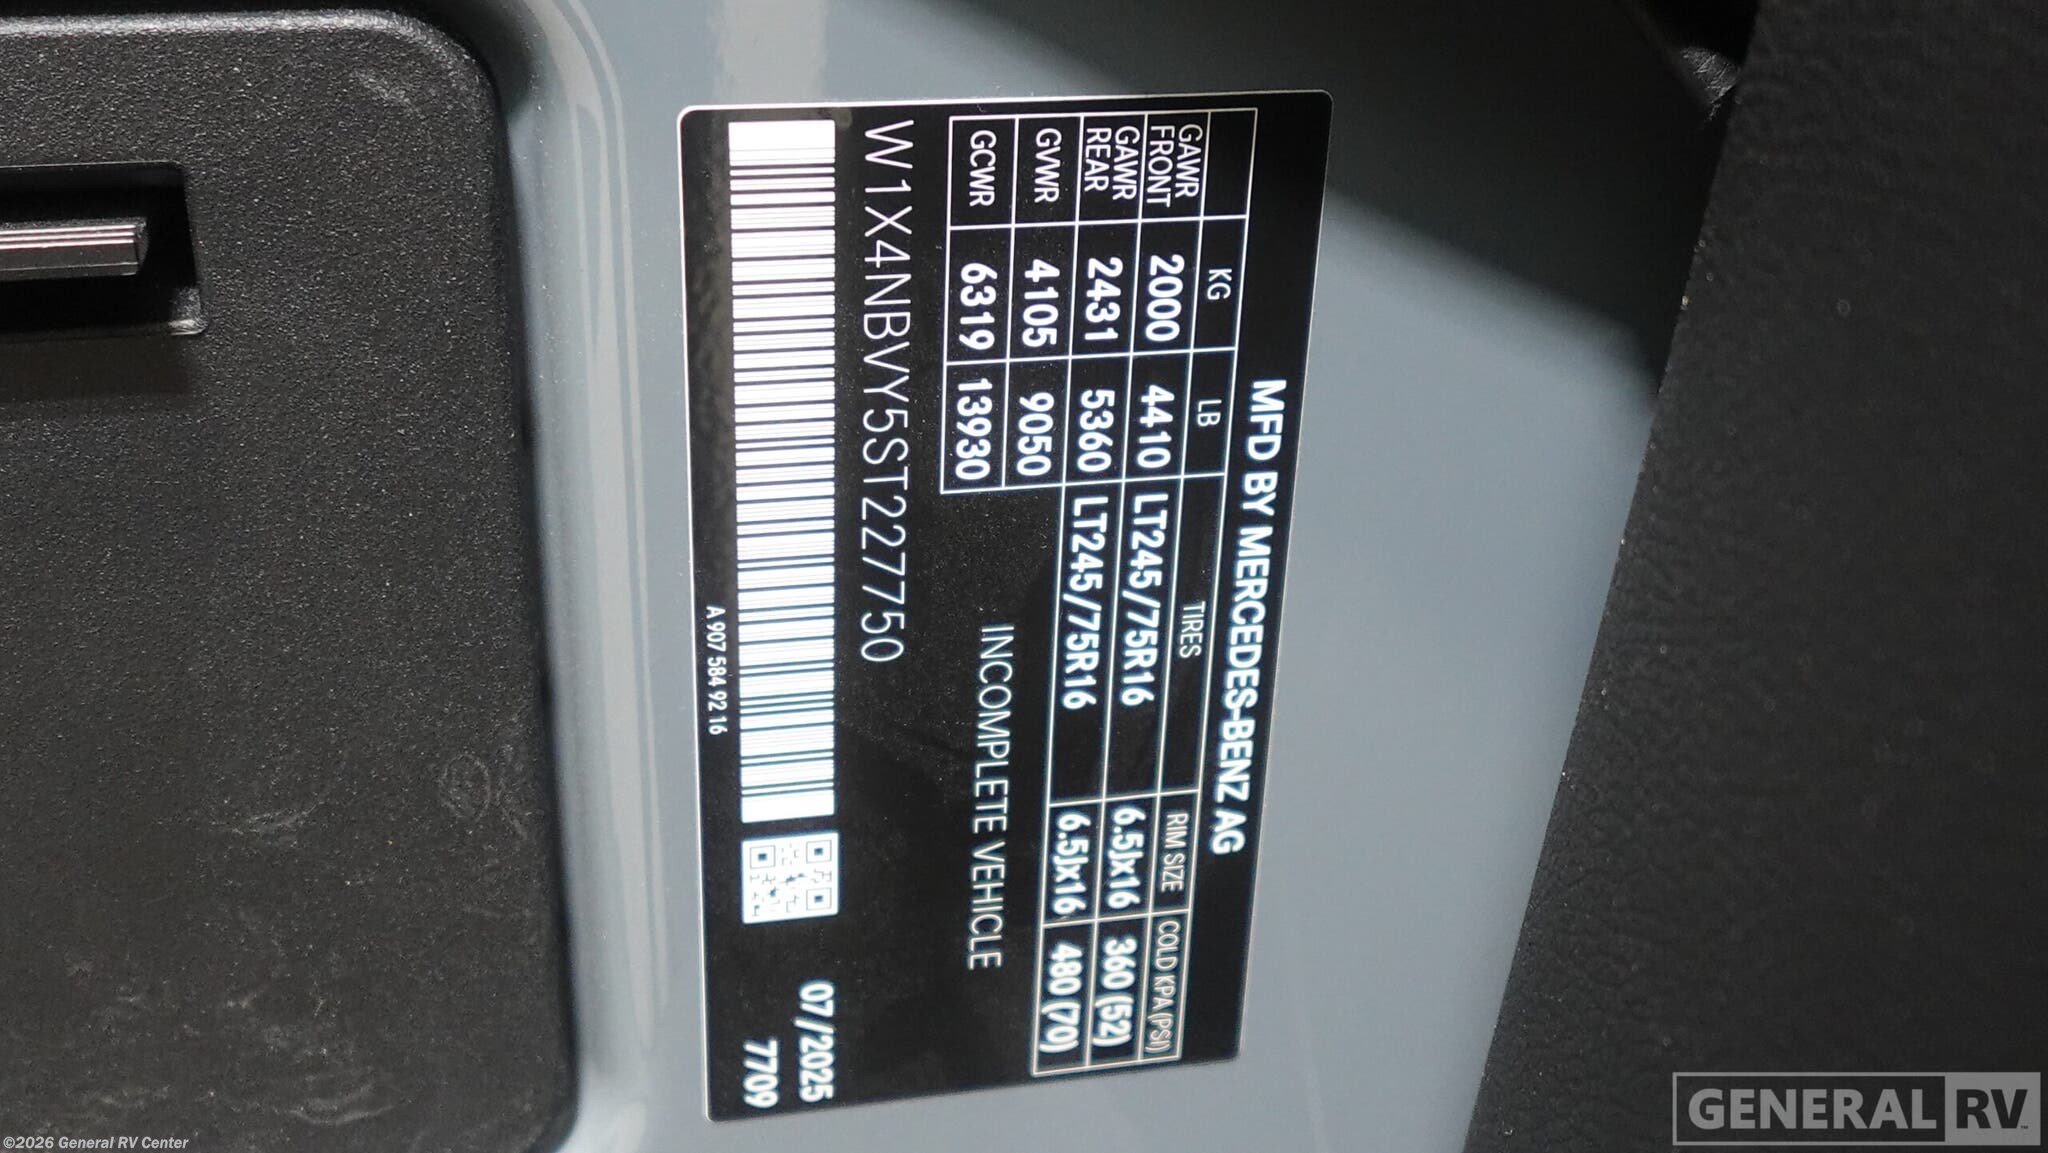 MFD BY MERCEDES-BENZ AG
KG LB TIRES RIM SIZE COLD KPA (PSI)
GAWR FRONT 2000 4410 LT245/75R16 6.5Jx16 360 (52)
GAWR REAR 2431 5360 LT245/75R16 6.5Jx16 480 (70)
GVWR 4105 9050
GCWR 6319 13930
INCOMPLETE VEHICLE
W1X4NBVY5ST227750
07/2025
7709
A 907 584 92 16
GENERAL RV
©2026 General RV Center